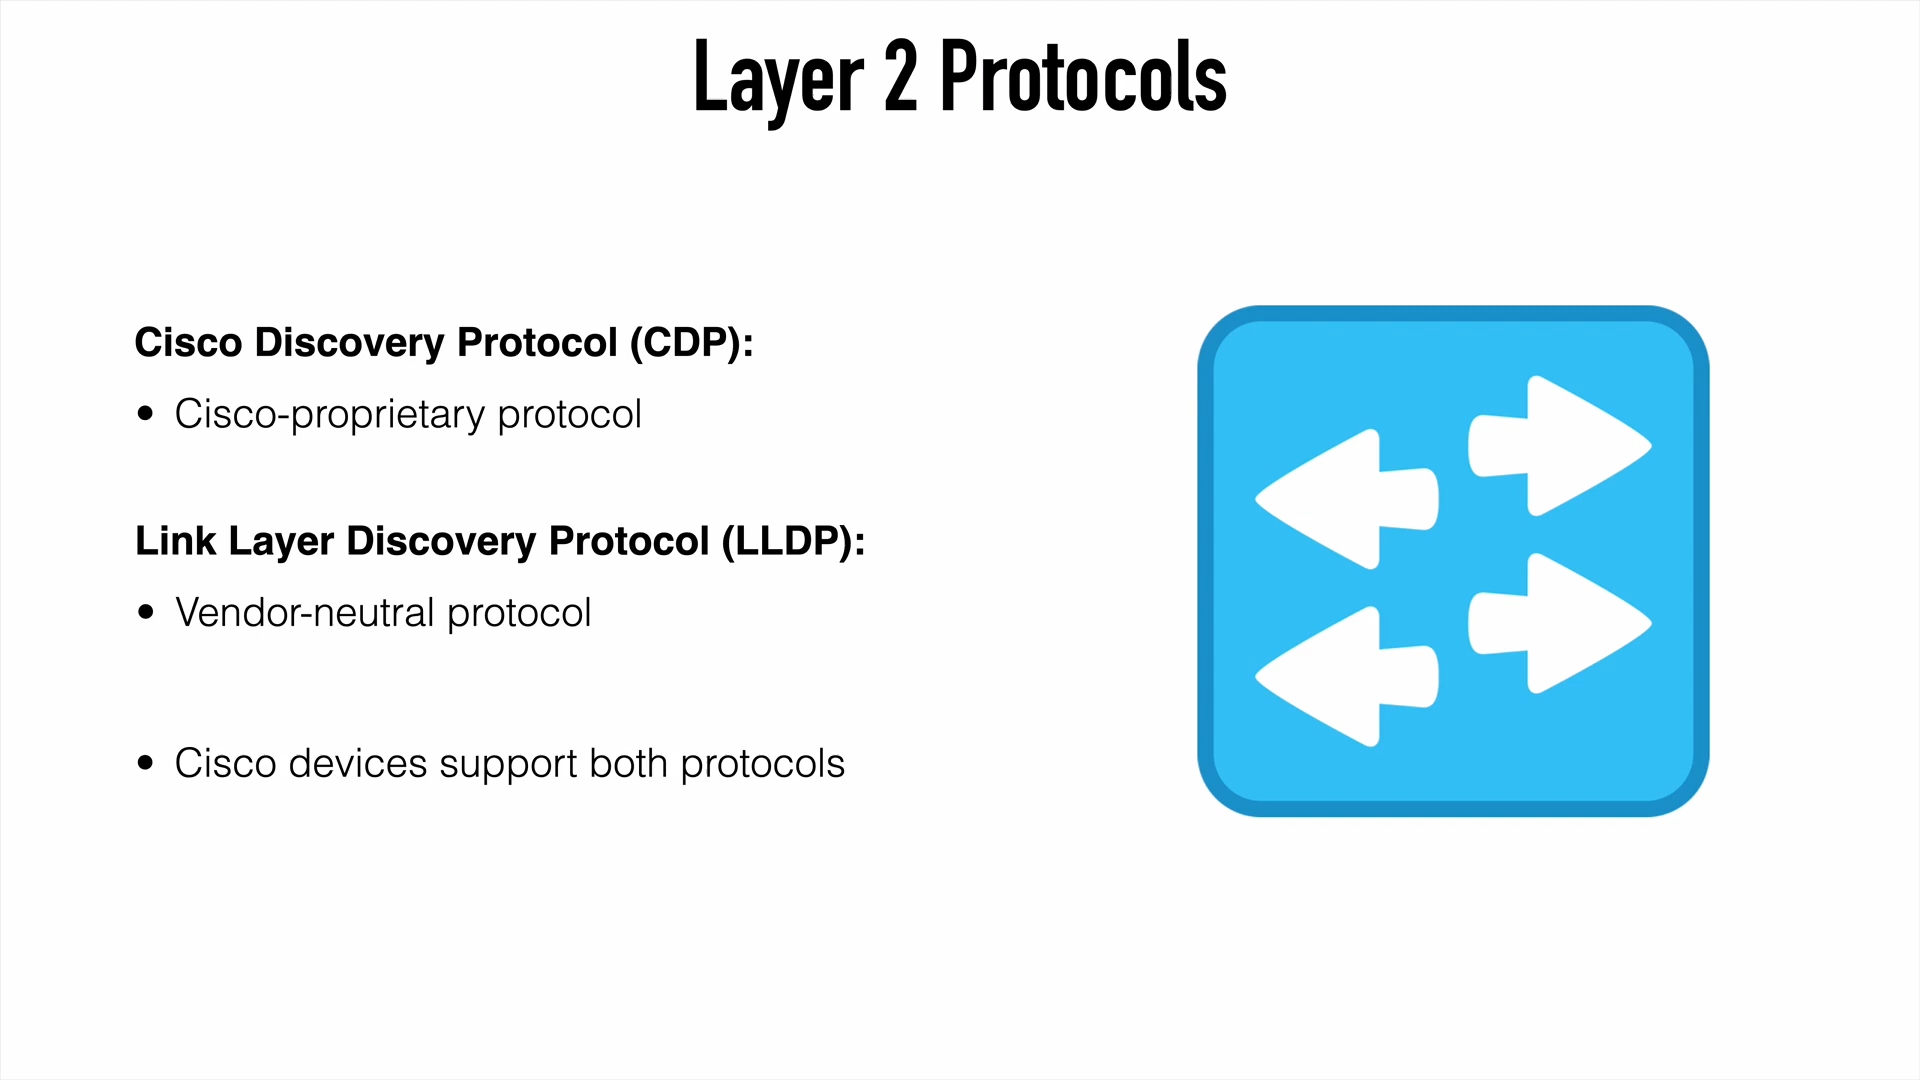 Layer 2 Protocols
Cisco Discovery Protocol (CDP):
• Cisco-proprietary protocol
Link Layer Discovery Protocol (LLDP):
• Vendor-neutral protocol
• Cisco devices support both protocols